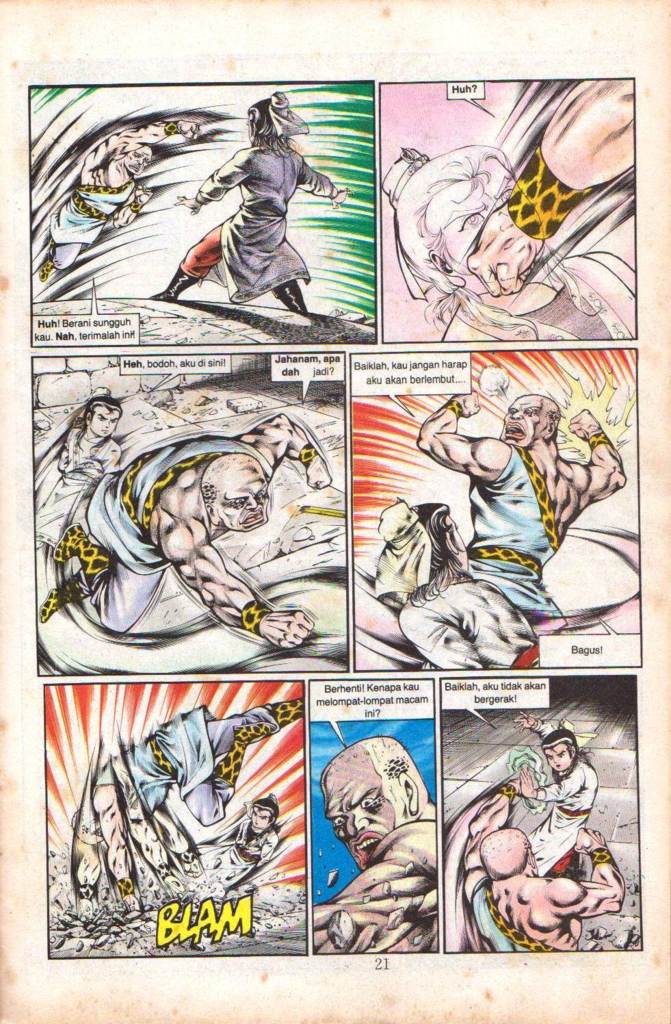 Huh! Berani sungguh
kau. Nah, terimalah ini!
Huh?
Heh, bodoh, aku di sini!
Jahanam, apa
dah jadi?
Baiklah, kau jangan harap
aku akan berlembut....
Bagus!
BLAM
Berhenti! Kenapa kau
melompat-lompat macam
ini?
Baiklah, aku tidak akan
bergerak!
21